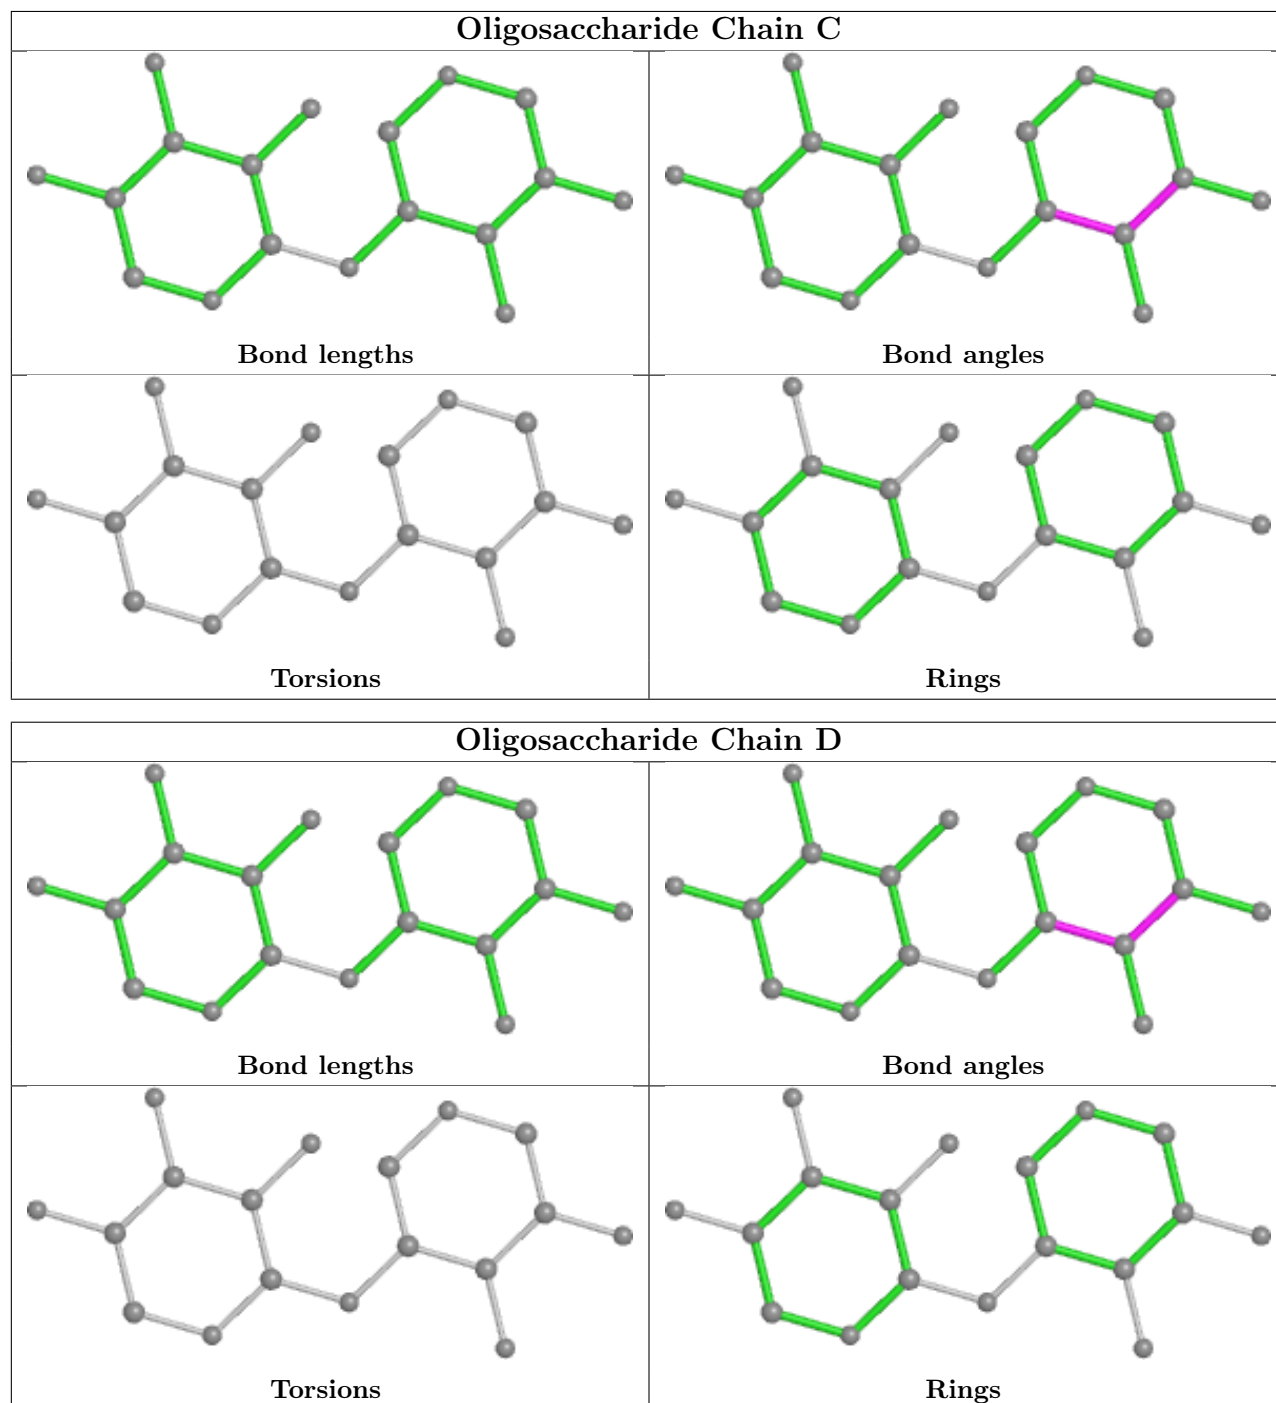 Oligosaccharide Chain C
Bond lengths
Bond angles
Torsions
Rings
Oligosaccharide Chain D
Bond lengths
Bond angles
Torsions
Rings